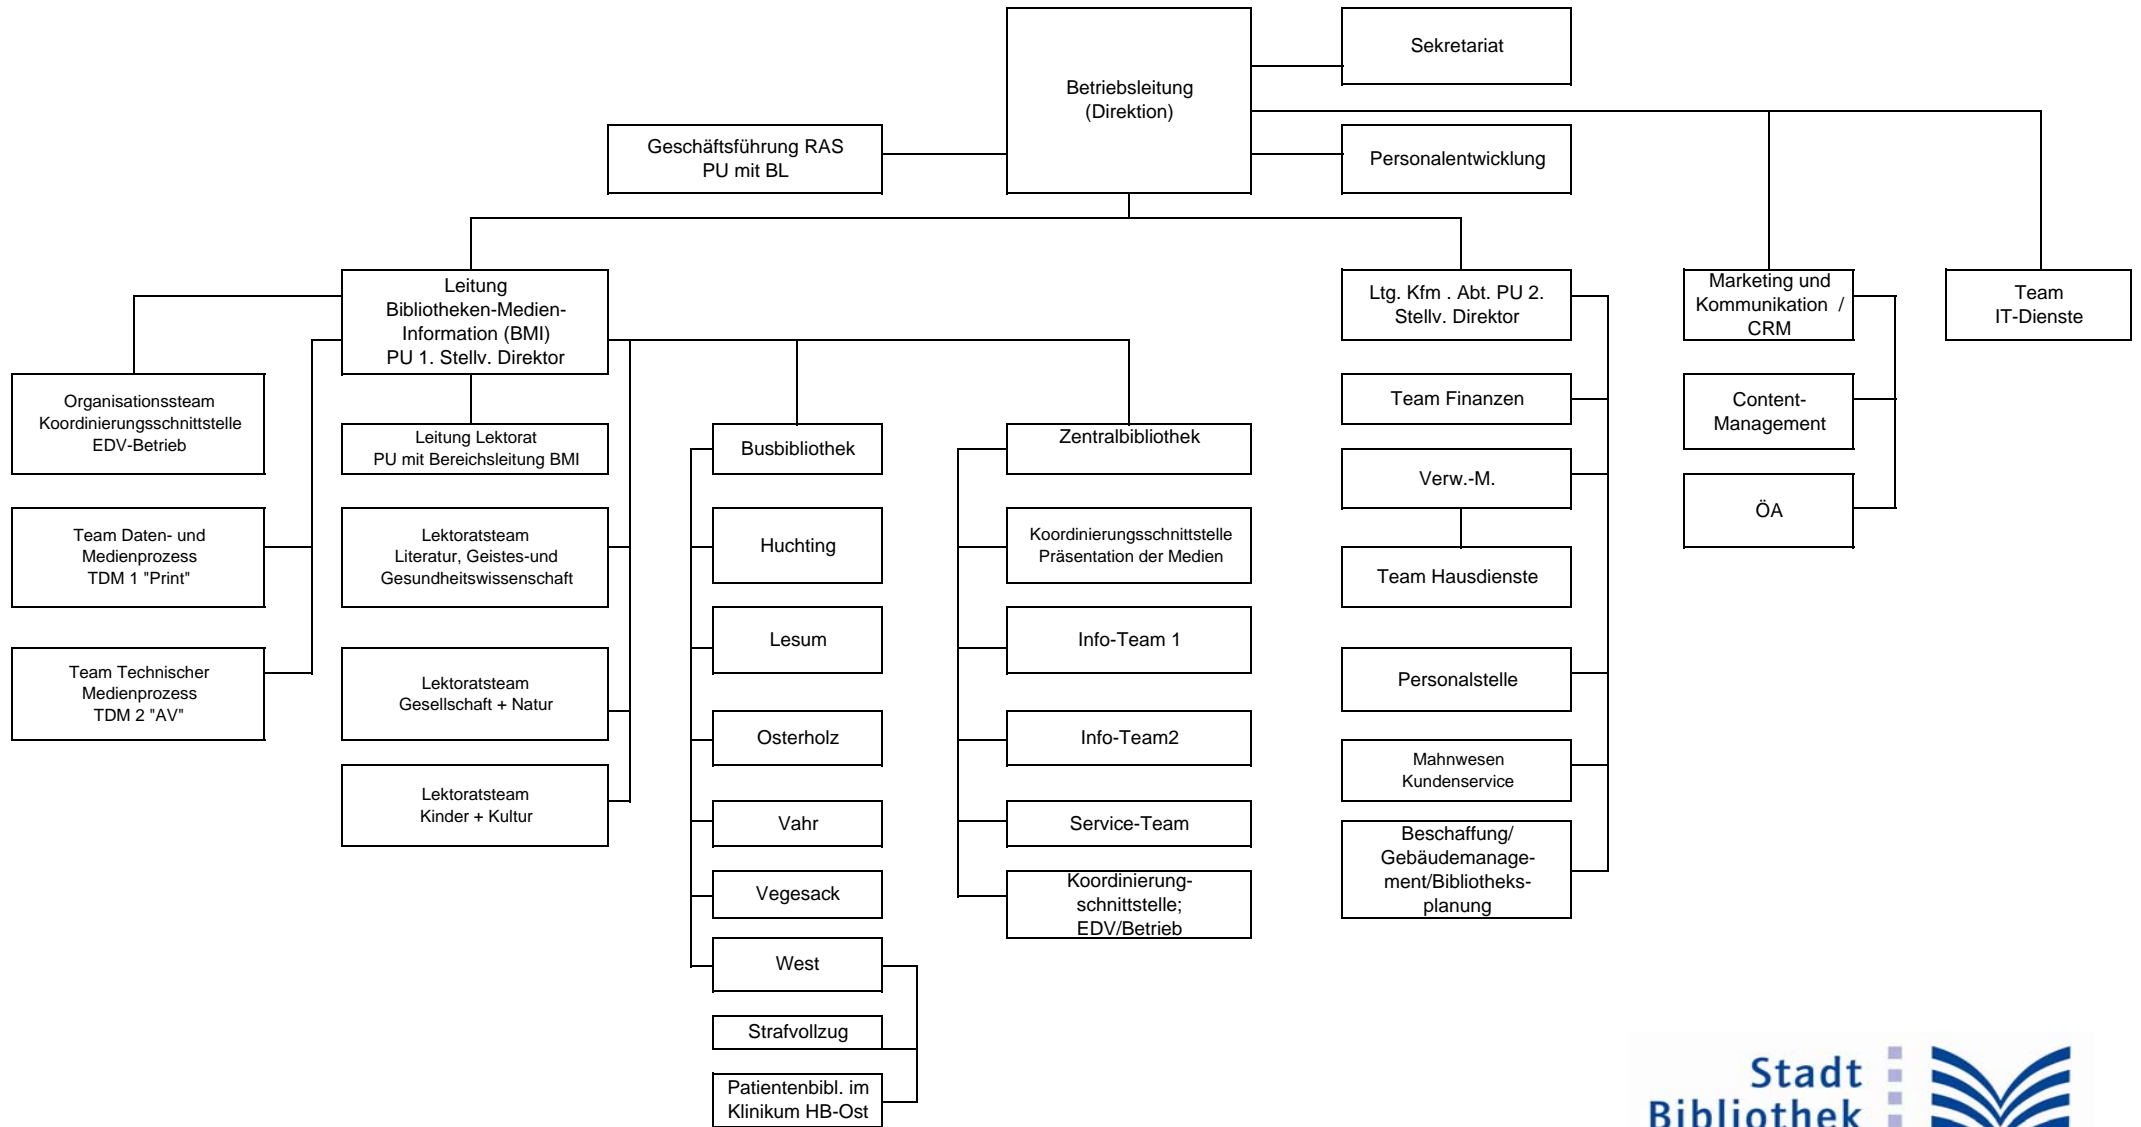 Betriebsleitung
(Direktion)
Sekretariat
Geschäftsführung RAS
PU mit BL
Personalentwicklung
Leitung
Bibliotheken-Medien-
Information (BMI)
PU 1. Stellv. Direktor
Ltg. Kfm . Abt. PU 2.
Stellv. Direktor
Marketing und
Kommunikation /
CRM
Team
IT-Dienste
Organisationssteam
Koordinierungsschnittstelle
EDV-Betrieb
Team Daten- und
Medienprozess
TDM 1 "Print"
Team Technischer
Medienprozess
TDM 2 "AV"
Leitung Lektorat
PU mit Bereichsleitung BMI
Lektoratsteam
Literatur, Geistes-und
Gesundheitswissenschaft
Lektoratsteam
Gesellschaft + Natur
Lektoratsteam
Kinder + Kultur
Busbibliothek
Huchting
Lesum
Osterholz
Vahr
Vegesack
West
Strafvollzug
Patientenbibl. im
Klinikum HB-Ost
Zentralbibliothek
Koordinierungsschnittstelle
Präsentation der Medien
Info-Team 1
Info-Team2
Service-Team
Koordinierung-
schnittstelle;
EDV/Betrieb
Team Finanzen
Verw.-M.
Team Hausdienste
Personalstelle
Mahnwesen
Kundenservice
Beschaffung/
Gebäudemanage-
ment/Bibliotheks-
planung
Content-
Management
ÖA
Stadt
Bibliothek